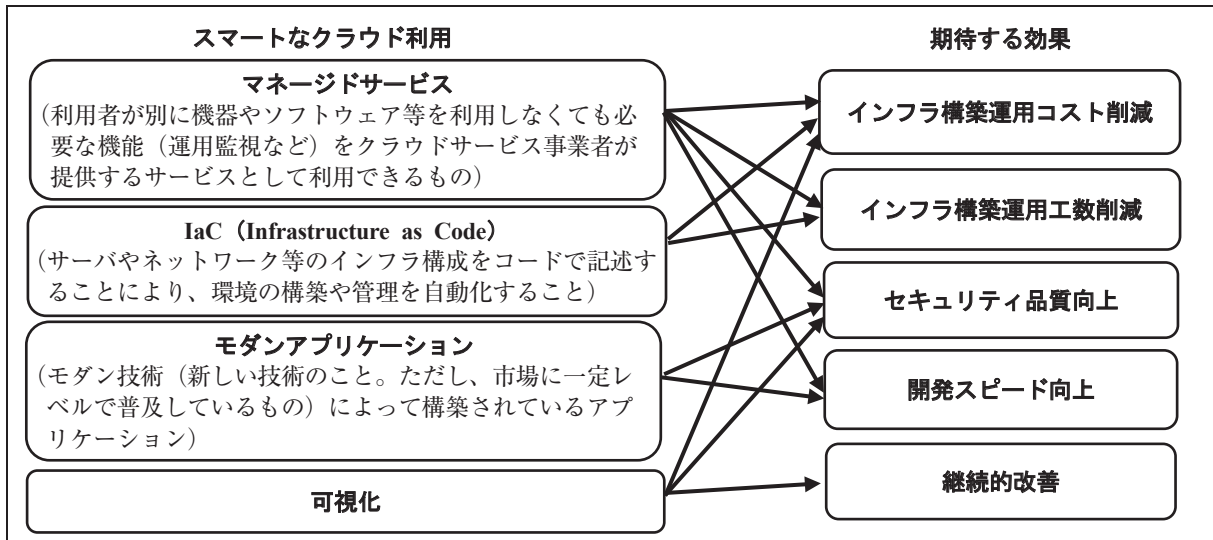 スマートなクラウド利用
マネージドサービス
(利用者が別に機器やソフトウェア等を利用しなくても必
要な機能（運用監視など）をクラウドサービス事業者が
提供するサービスとして利用できるもの）
IaC（Infrastructure as Code）
(サーバやネットワーク等のインフラ構成をコードで記述す
ることにより、環境の構築や管理を自動化すること）
モダンアプリケーション
(モダン技術（新しい技術のこと。ただし、市場に一定レ
ベルで普及しているもの）によって構築されているアプ
リケーション）
可視化
期待する効果
インフラ構築運用コスト削減
インフラ構築運用工数削減
セキュリティ品質向上
開発スピード向上
継続的改善